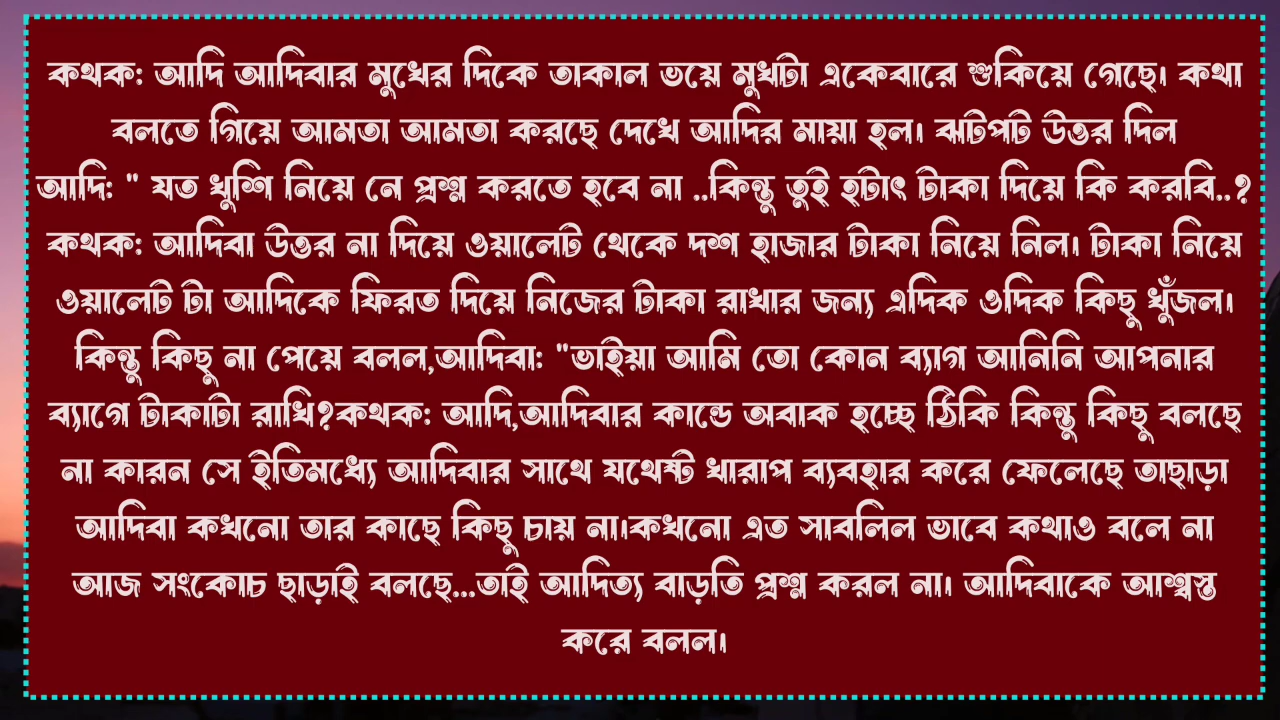 কথক: আদি আদিবার মুখের দিকে তাকাল ভয়ে মুখটা একেবারে শুকিয়ে গেছে। কথা
বলতে গিয়ে আমতা আমতা করছে দেখে আদির মায়া হল। ঝটপট উত্তর দিল
আদি: " যত খুশি নিয়ে নে প্রশ্ন করতে হবে না ..কিন্তু তুই হটাৎ টাকা দিয়ে কি করবি..?
কথক: আদিবা উত্তর না দিয়ে ওয়ালেট থেকে দশ হাজার টাকা নিয়ে নিল। টাকা নিয়ে
ওয়ালেট টা আদিকে ফিরত দিয়ে নিজের টাকা রাখার জন্য এদিক ওদিক কিছু খুঁজল।
কিন্তু কিছু না পেয়ে বলল,আদিবা: "ভাইয়া আমি তো কোন ব্যাগ আনিনি আপনার
ব্যাগে টাকাটা রাখি?কথক: আদি,আদিবার কান্ডে অবাক হচ্ছে ঠিকি কিন্তু কিছু বলছে
না কারন সে ইতিমধ্যে আদিবার সাথে যথেষ্ট খারাপ ব্যবহার করে ফেলেছে তাছাড়া
আদিবা কখনো তার কাছে কিছু চায় না।কখনো এত সাবলিল ভাবে কথাও বলে না
আজ সংকোচ ছাড়াই বলছে...তাই আদিত্য বাড়তি প্রশ্ন করল না। আদিবাকে আশ্বস্ত
করে বলল।